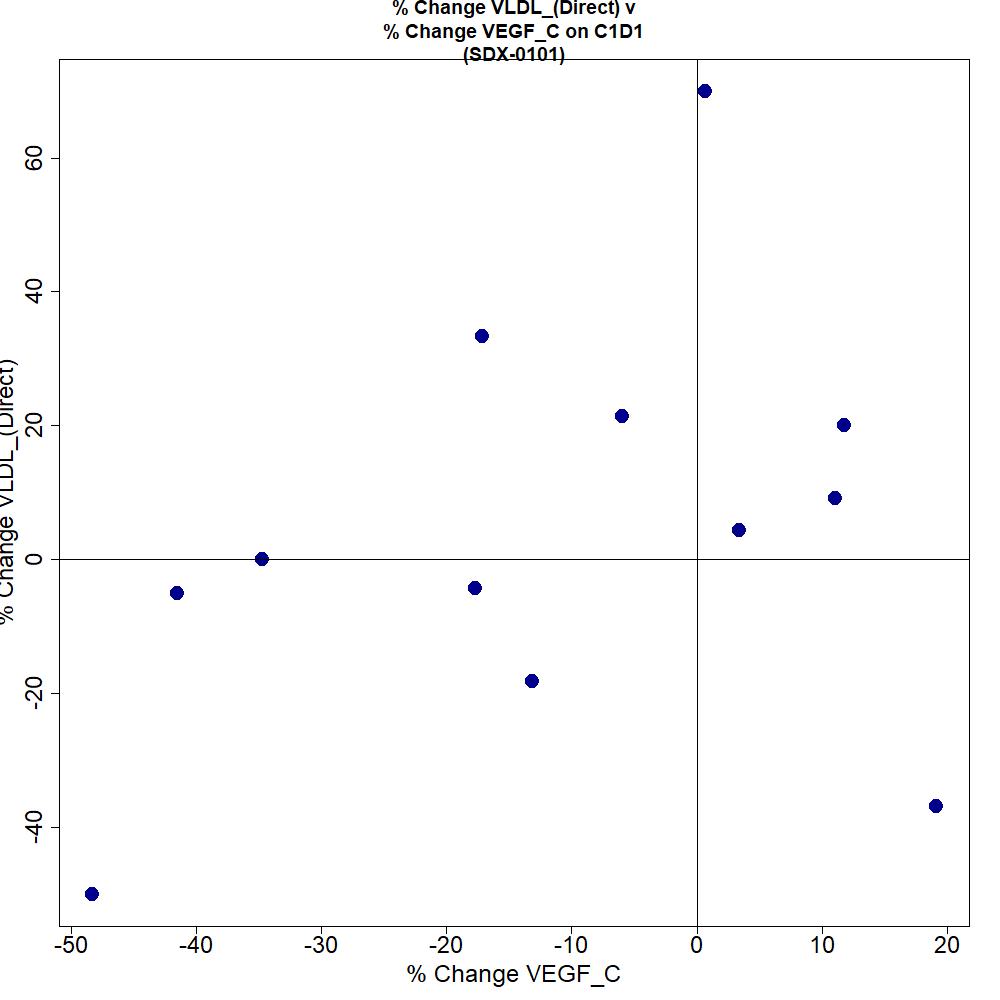 % Change VLDL_(Direct) v
% Change VEGF_C on C1D1
(SDX-0101)
% Change VLDL_(Direct)
60
40
20
0
-20
-40
-50 -40 -30 -20 -10 0 10 20
% Change VEGF_C